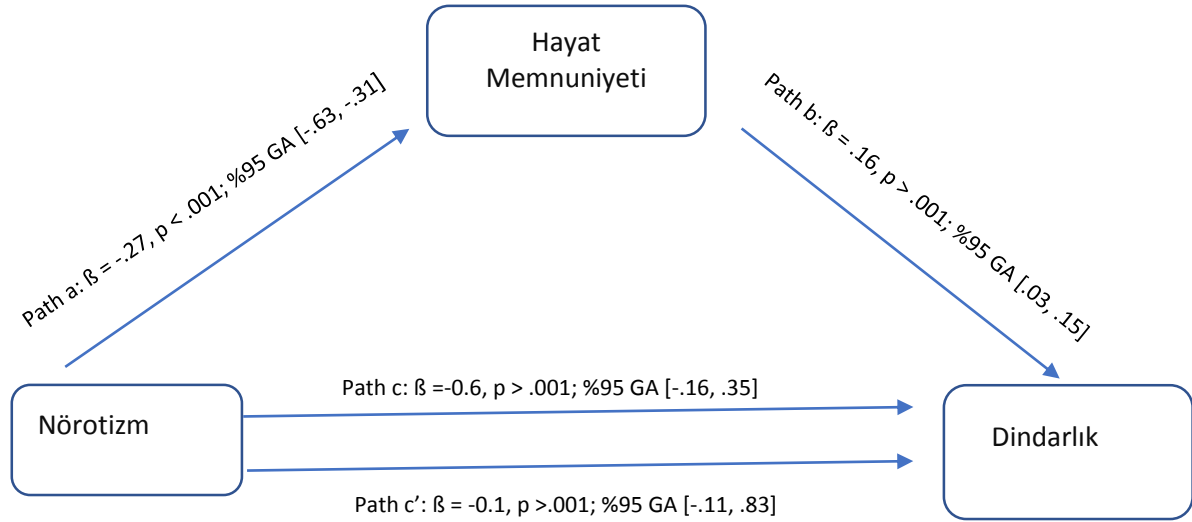 Hayat
Memnuniyeti
Path a: ß = -.27, p < .001; %95 GA [-.63, -.31]
Path b: ß = .16, p > .001; %95 GA [.03, .15]
Path c: ß =-0.6, p > .001; %95 GA [-.16, .35]
Nörotizm
Dindarlık
Path c’: ß = -0.1, p >.001; %95 GA [-.11, .83]